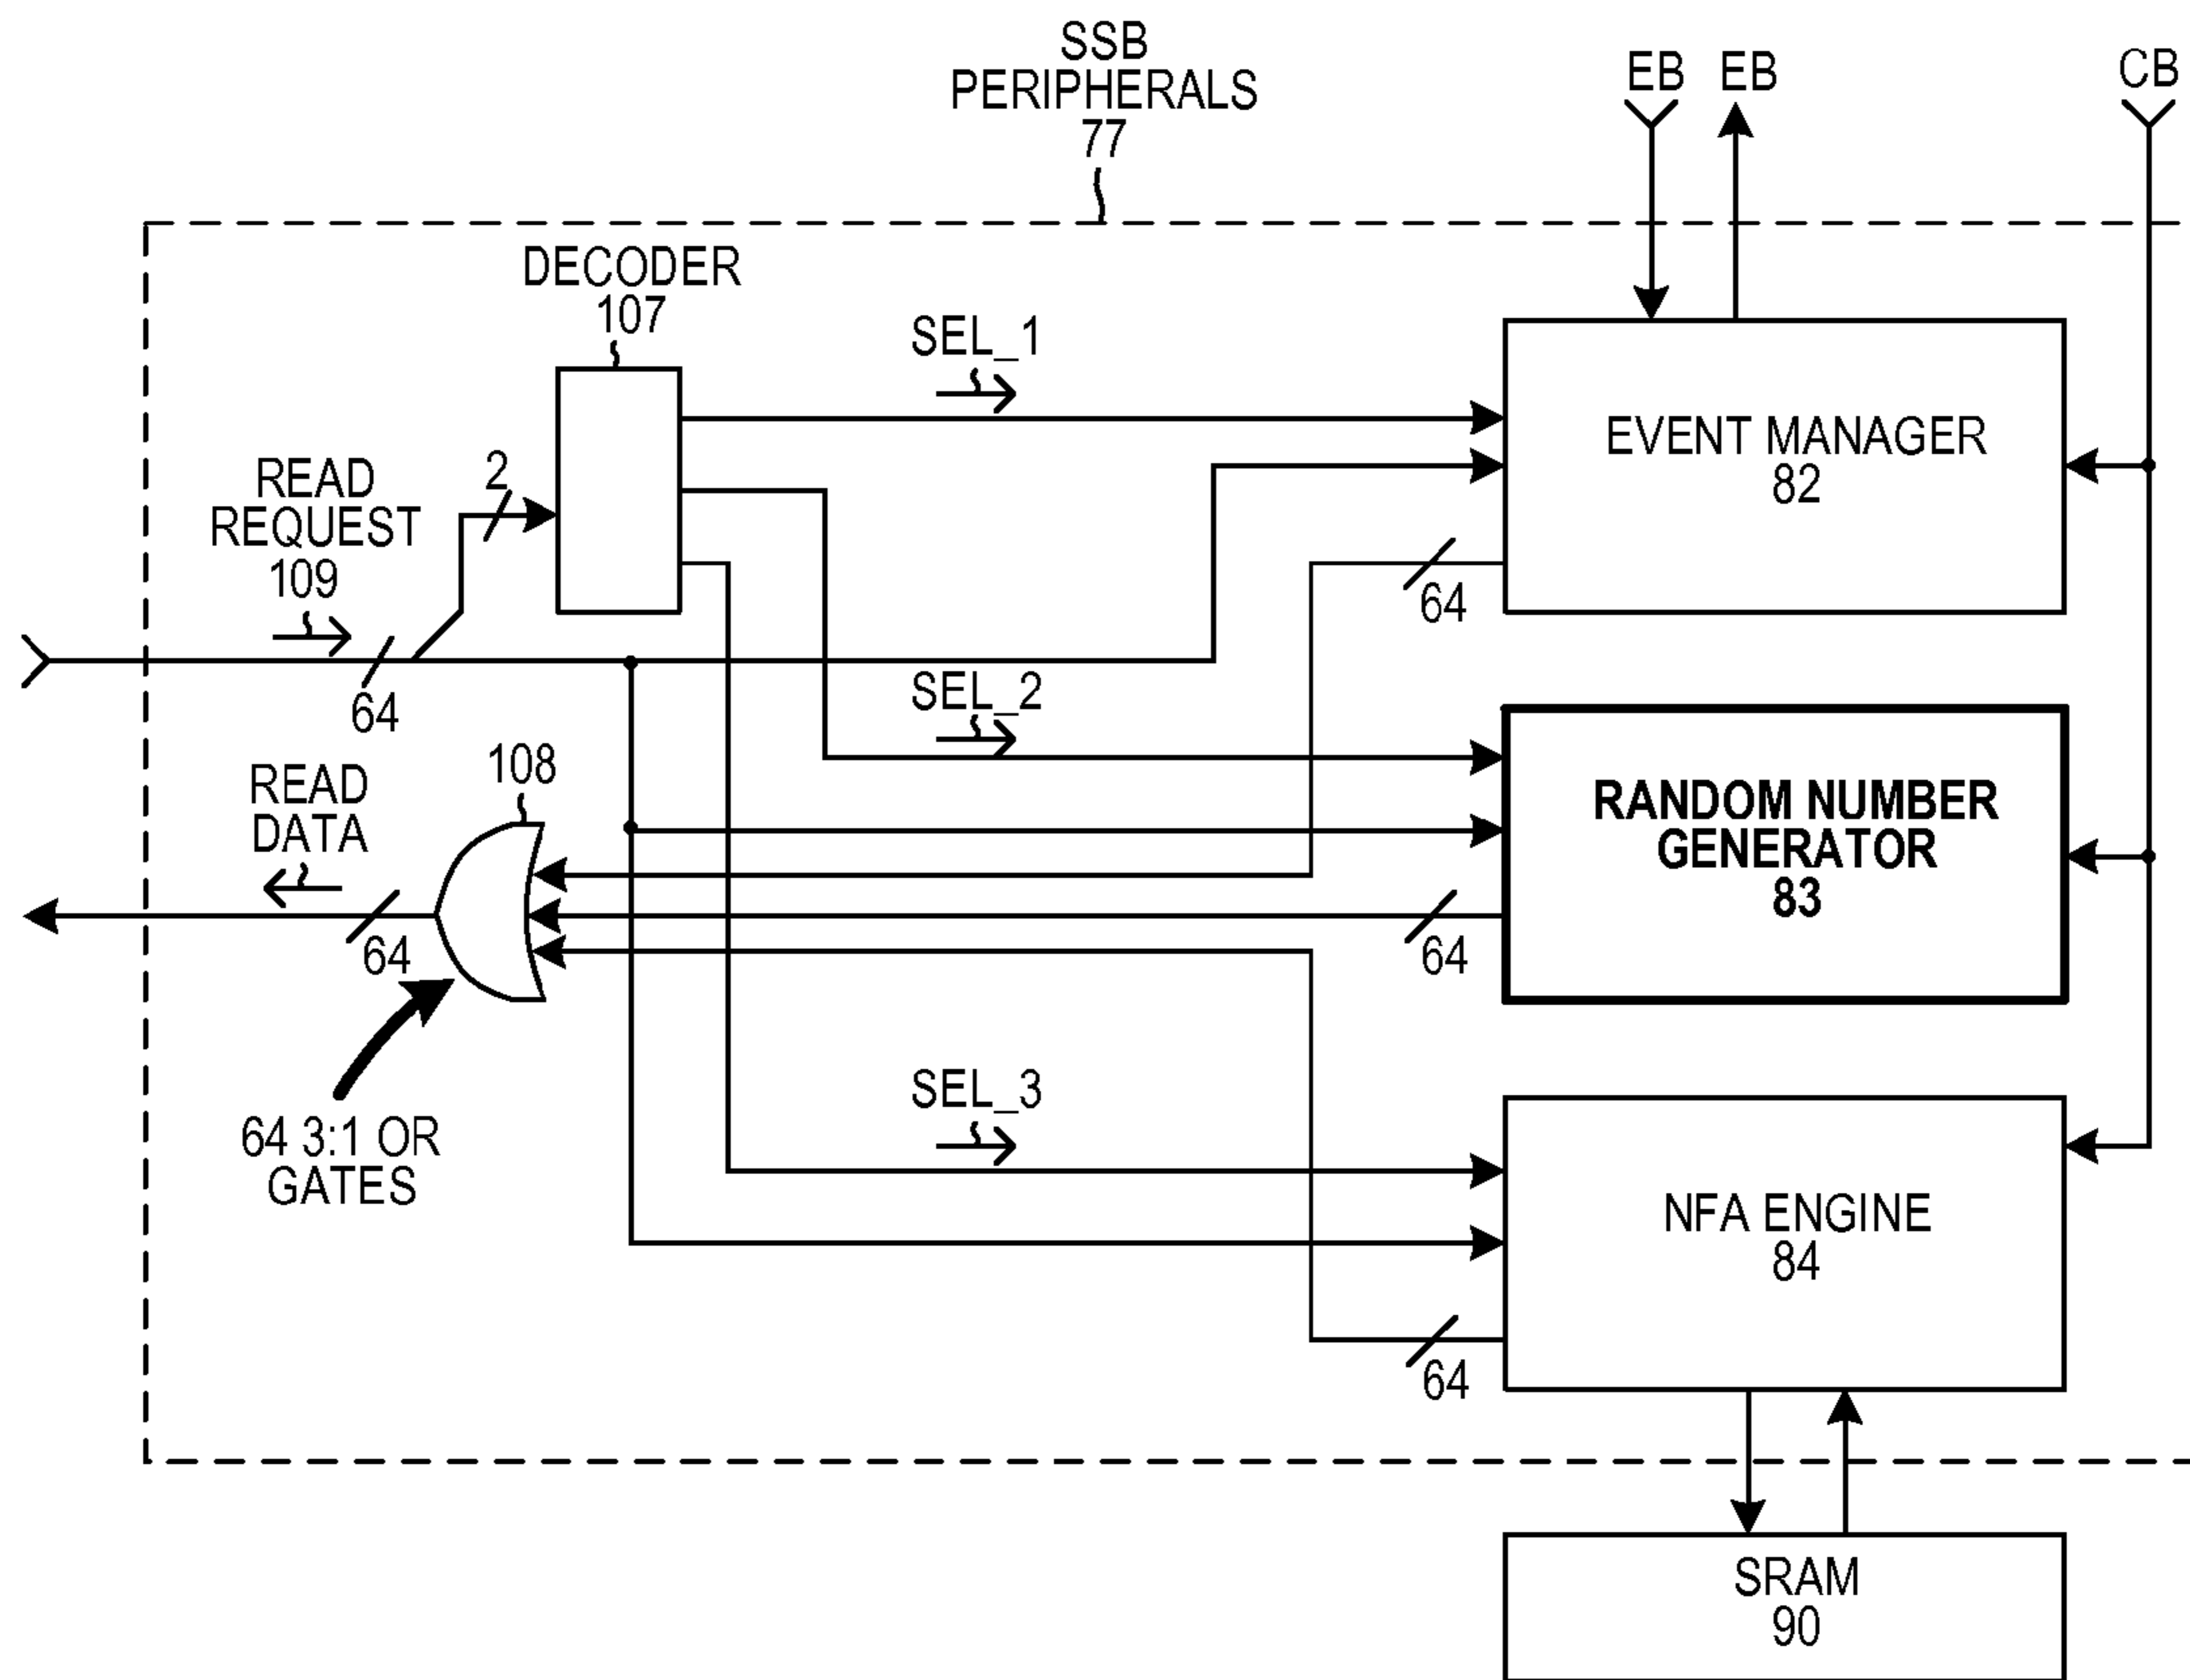 SSB
PERIPHERALS
77
EB
EB
CB
DECODER
107
SEL_1
EVENT MANAGER
82
READ
REQUEST
109
2
64
64
SEL_2
RANDOM NUMBER
GENERATOR
83
READ
DATA
108
64
64
64 3:1 OR
GATES
SEL_3
NFA ENGINE
84
64
SRAM
90